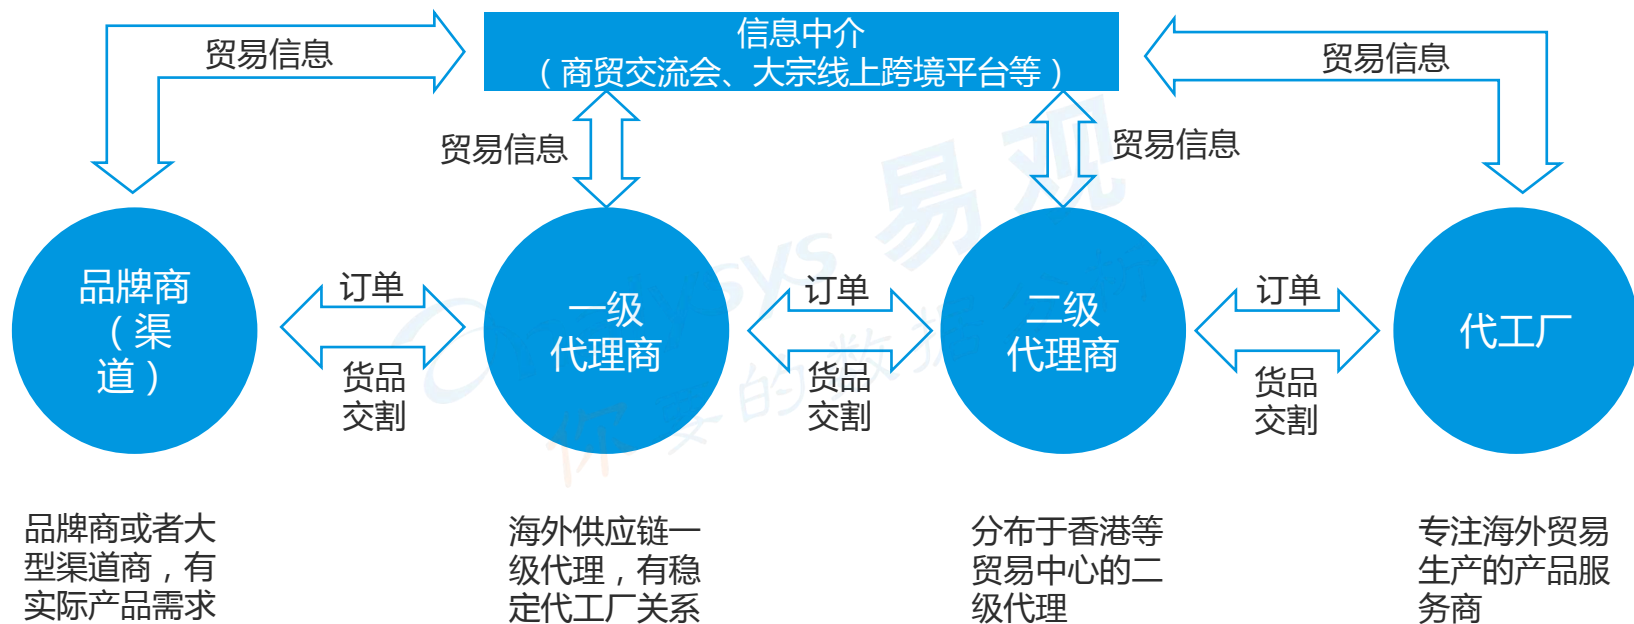 信息中介
（商贸交流会、大宗线上跨境平台等）
贸易信息
贸易信息
贸易信息
贸易信息
品牌商
（渠
道）
订单
货品
交割
一级
代理商
订单
货品
交割
二级
代理商
订单
货品
交割
代工厂
品牌商或者大
型渠道商，有
实际产品需求
海外供应链一
级代理，有稳
定代工厂关系
分布于香港等
贸易中心的二
级代理
专注海外贸易
生产的产品服
务商
易观
你要的数据